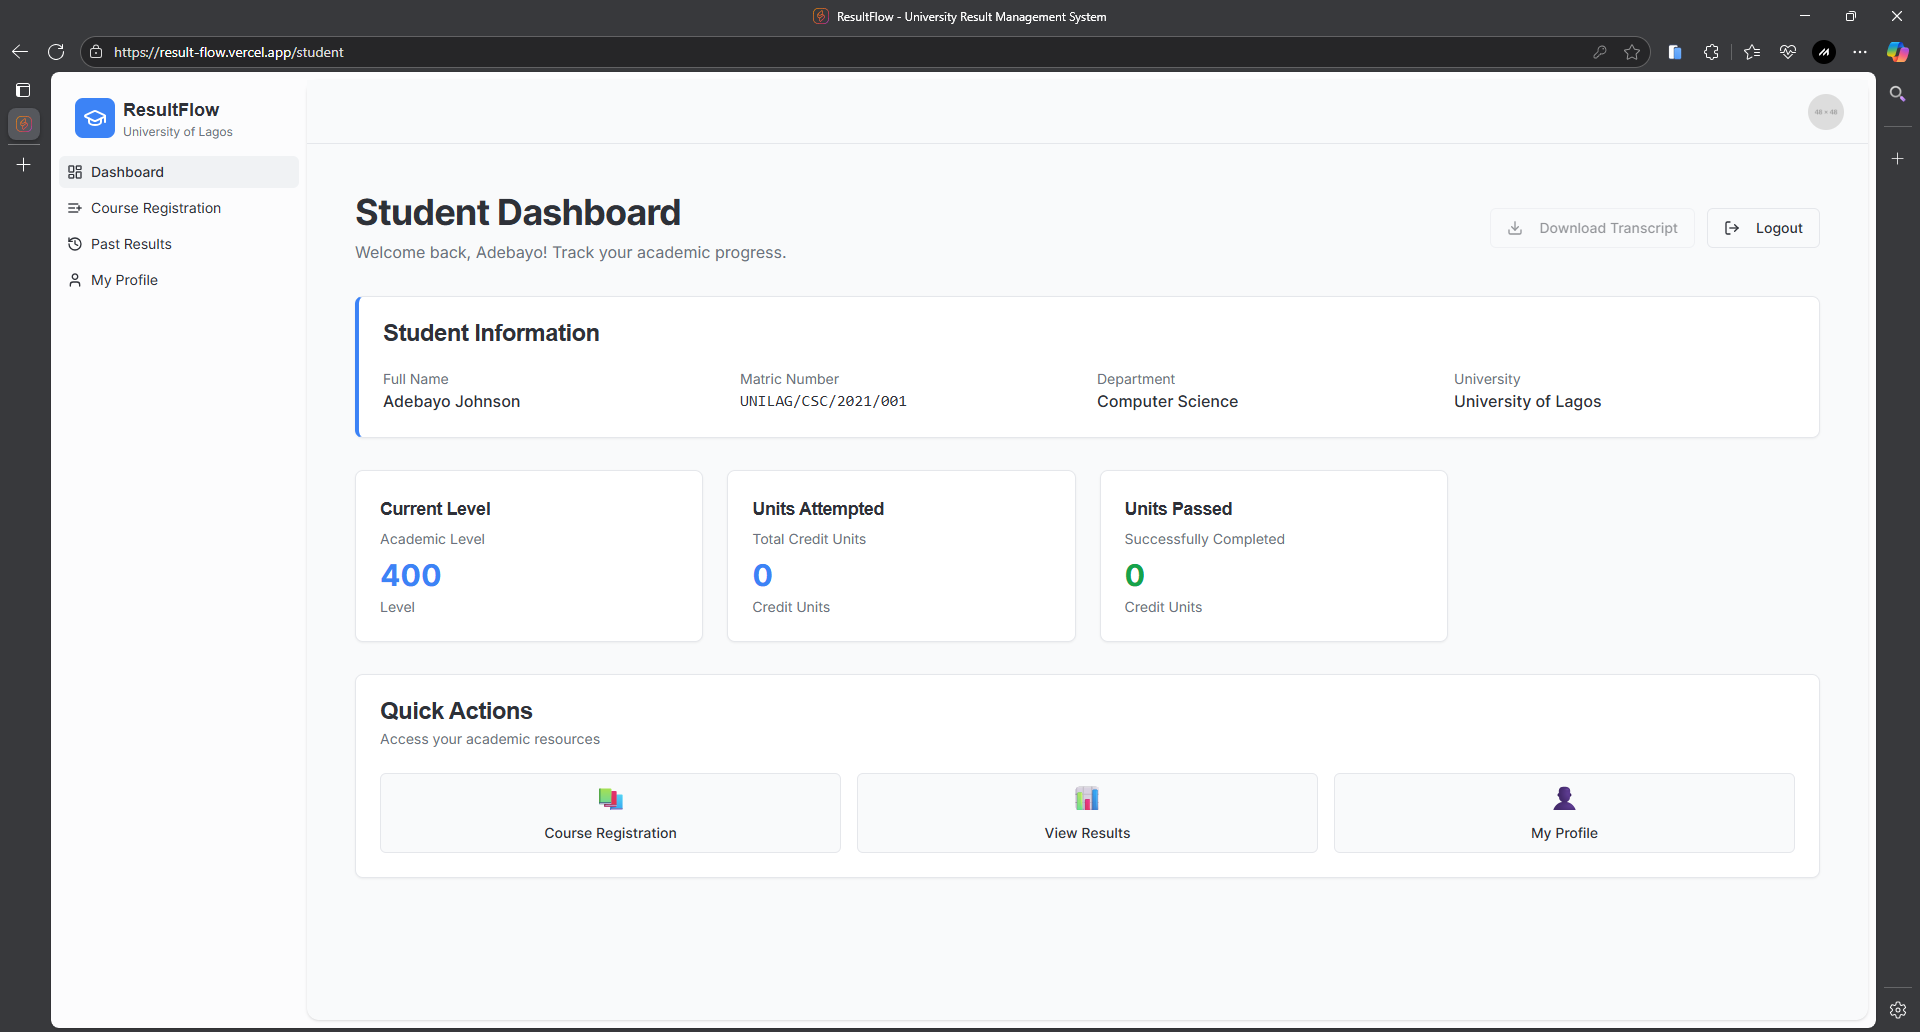 ResultFlow - University Result Management System
https://result-flow.vercel.app/student
ResultFlow
University of Lagos
Dashboard
Course Registration
Past Results
My Profile
48 × 48
Student Dashboard
Welcome back, Adebayo! Track your academic progress.
Download Transcript
Logout
Student Information
Full Name
Adebayo Johnson
Matric Number
UNILAG/CSC/2021/001
Department
Computer Science
University
University of Lagos
Current Level
Academic Level
400
Level
Units Attempted
Total Credit Units
0
Credit Units
Units Passed
Successfully Completed
0
Credit Units
Quick Actions
Access your academic resources
Course Registration
View Results
My Profile